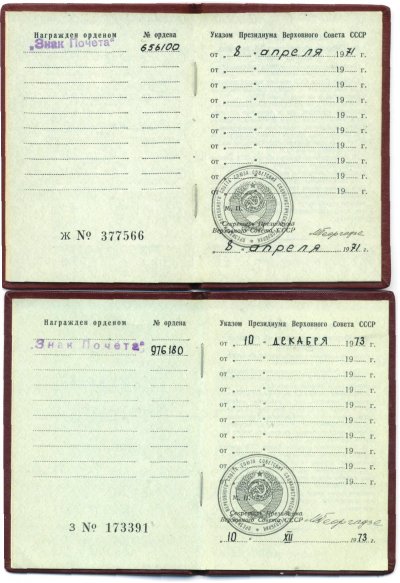 Награжден орденом № ордена
„Знак Почета" 656100
Ж № 377566
Указом Президиума Верховного Совета СССР
от „ 8 " апреля 1971 г.
от „ " 19 г.
от „ " 19 г.
от „ " 19 г.
от „ " 19 г.
от „ " 19 г.
от „ " 19 г.
от „ " 19 г.
от „ " 19 г.
от „ " 19 г.
М. П.
Секретарь Президиума
Верховного Совета СССР
„ 8 " апреля 1971 г.
Награжден орденом № ордена
„Знак Почёта" 976180
З № 173391
Указом Президиума Верховного Совета СССР
от „ 10 " ДЕКАБРЯ 1973 г.
от „ " 19 г.
от „ " 19 г.
от „ " 19 г.
от „ " 19 г.
от „ " 19 г.
от „ " 19 г.
от „ " 19 г.
М. П.
Секретарь Президиума
Верховного Совета СССР
„ 10 " XII 1973 г.